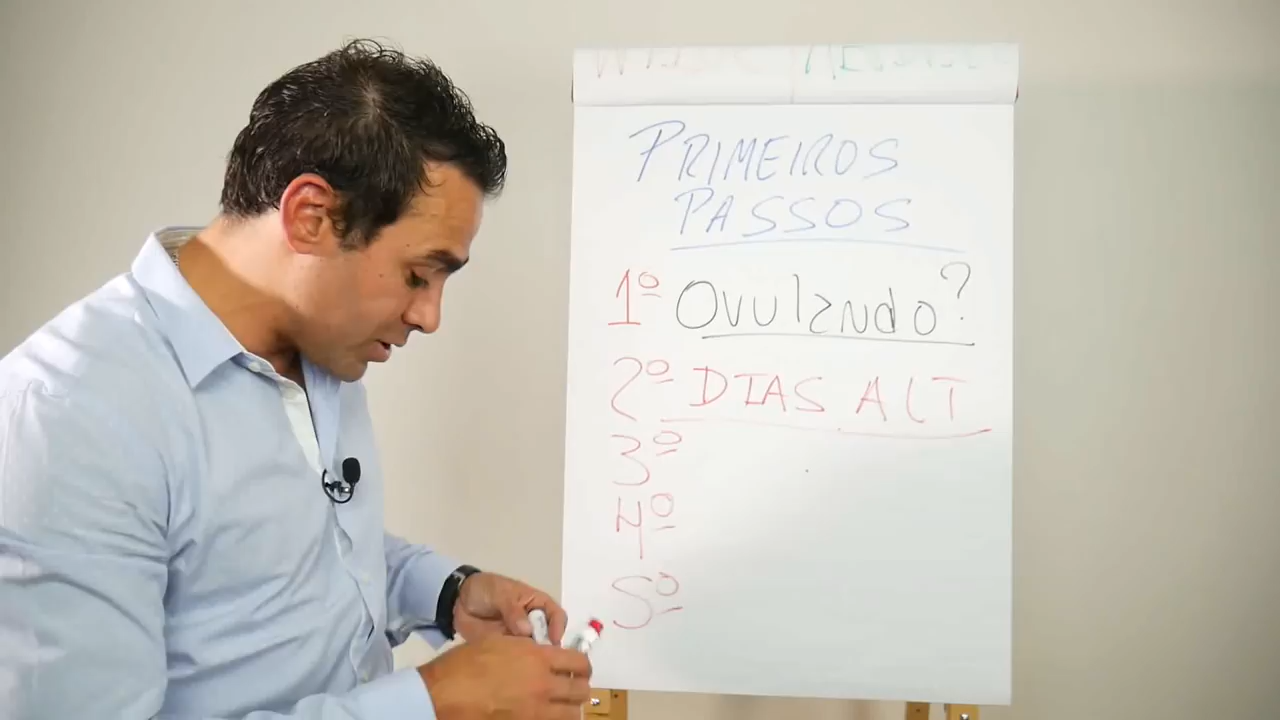 PRIMEIROS
PASSOS
1º Ovulando?
2º DIAS ALT
3º
4º
5º